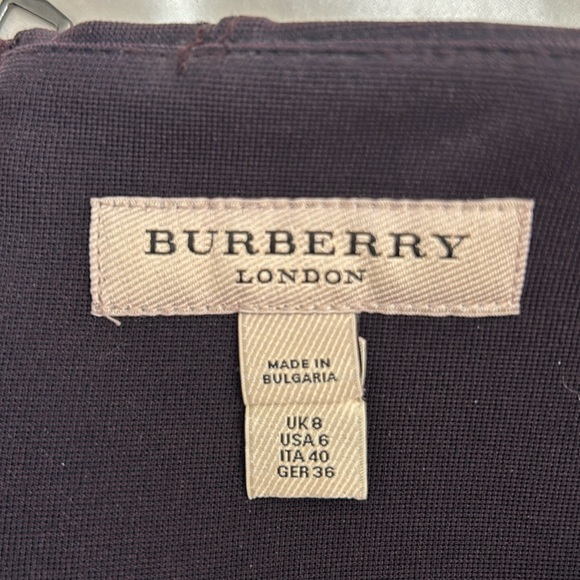 BURBERRY
LONDON
MADE IN
BULGARIA
UK 8
USA 6
ITA 40
GER 36